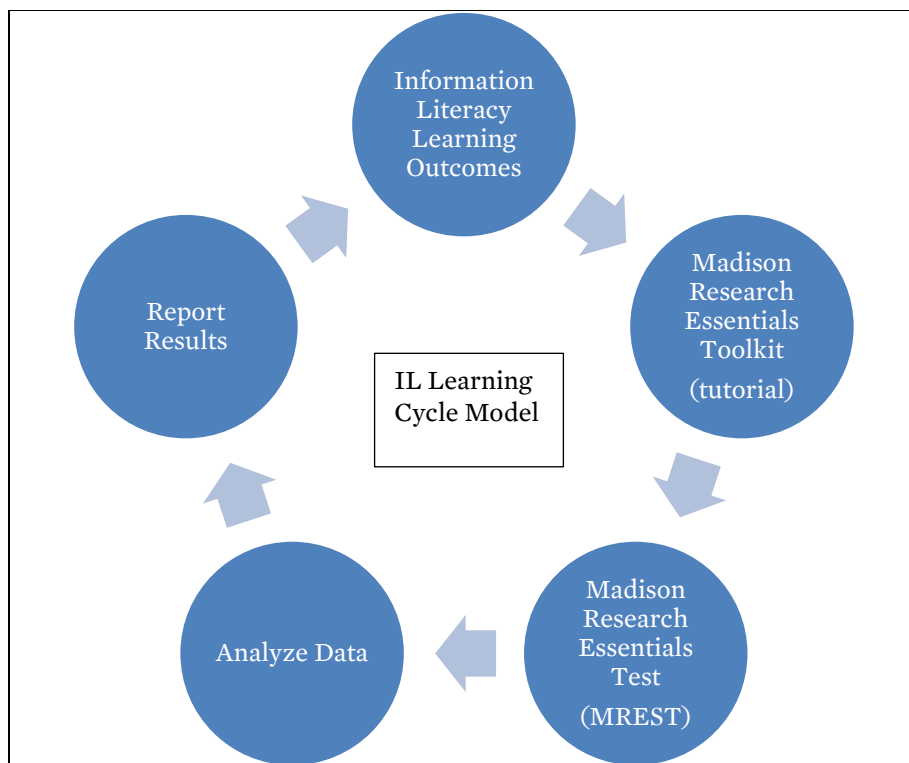 Information
Literacy
Learning
Outcomes
Madison
Research
Essentials
Toolkit
(tutorial)
Madison
Research
Essentials
Test
(MREST)
Analyze Data
Report
Results
IL Learning
Cycle Model